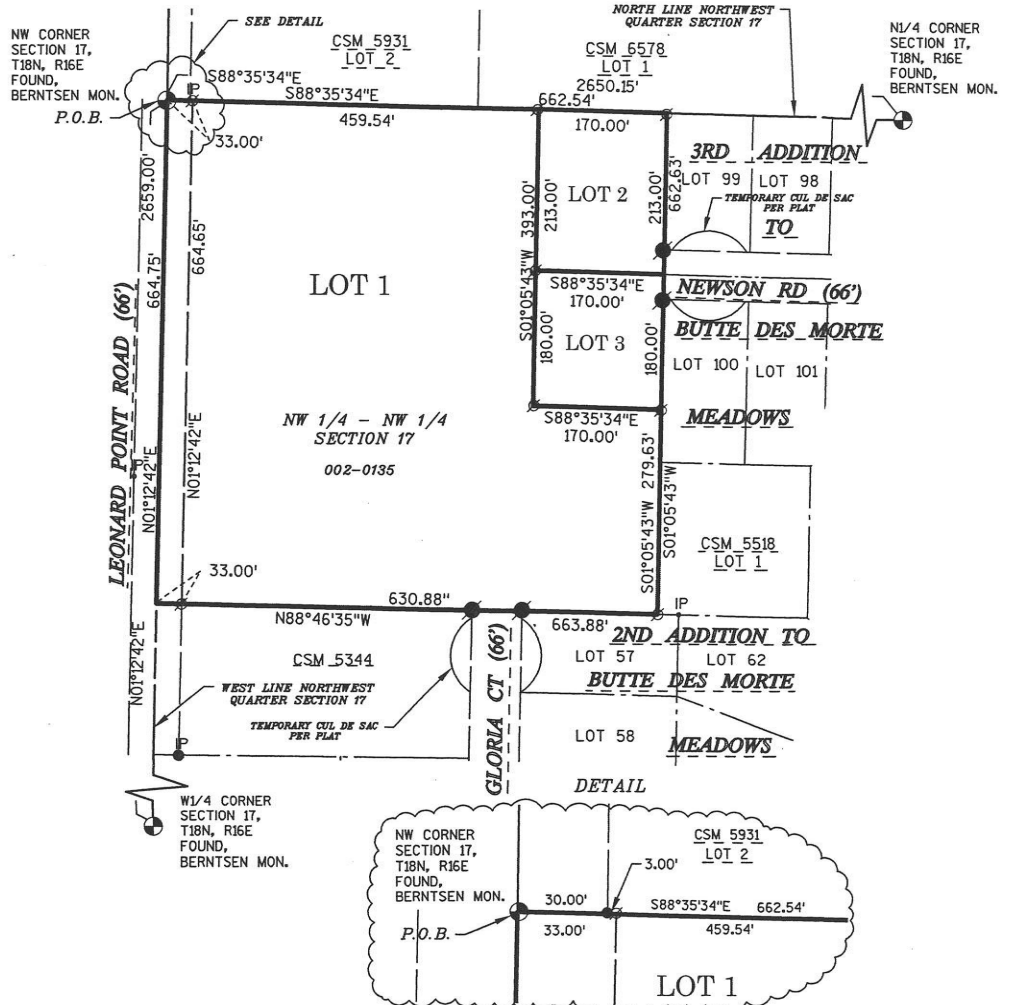 NW CORNER
SECTION 17,
T18N, R16E
FOUND,
BERNTSEN MON.
P.O.B.
SEE DETAIL
CSM 5931
LOT 2
NORTH LINE NORTHWEST
QUARTER SECTION 17
CSM 6578
LOT 1
2650.15'
N1/4 CORNER
SECTION 17,
T18N, R16E
FOUND,
BERNTSEN MON.
IP
S88°35'34"E
S88°35'34"E
662.54'
459.54'
170.00'
33.00'
2659.00'
664.75'
664.65'
LOT 1
S01°05'43"W 393.00'
213.00'
LOT 2
213.00'
662.63'
3RD ADDITION
LOT 99
LOT 98
TEMPORARY CUL DE SAC
PER PLAT
TO
S88°35'34"E
170.00'
NEWSON RD (66')
180.00'
LOT 3
180.00'
BUTTE DES MORTE
LOT 100
LOT 101
S88°35'34"E
170.00'
MEADOWS
LEONARD POINT ROAD (66')
IP
N01°12'42"E
N01°12'42"E
NW 1/4 - NW 1/4
SECTION 17
002-0135
S01°05'43"W 279.63'
S01°05'43"W
CSM 5518
LOT 1
33.00'
630.88"
N88°46'35"W
663.88'
IP
2ND ADDITION TO
LOT 57
LOT 62
BUTTE DES MORTE
N01°12'42"E
CSM 5344
WEST LINE NORTHWEST
QUARTER SECTION 17
TEMPORARY CUL DE SAC
PER PLAT
GLORIA CT (66')
LOT 58
MEADOWS
IP
W1/4 CORNER
SECTION 17,
T18N, R16E
FOUND,
BERNTSEN MON.
DETAIL
NW CORNER
SECTION 17,
T18N, R16E
FOUND,
BERNTSEN MON.
P.O.B.
CSM 5931
LOT 2
3.00'
30.00'
S88°35'34"E
662.54'
33.00'
459.54'
LOT 1